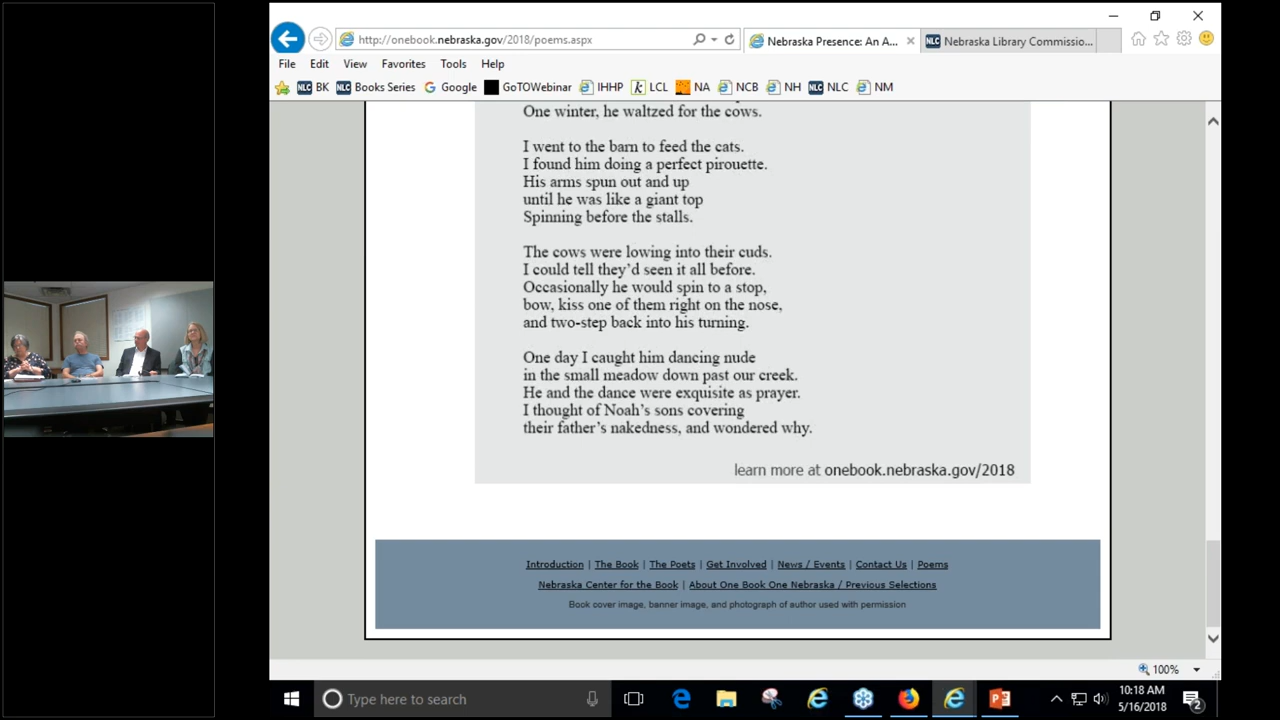 http://onebook.nebraska.gov/2018/poems.aspx
Nebraska Presence: An A...
NLC Nebraska Library Commissio...
File Edit View Favorites Tools Help
NLC BK NLC Books Series G Google GoTOWebinar IHHP k LCL NA NCB NH NLC NLC NM
One winter, he waltzed for the cows.
I went to the barn to feed the cats.
I found him doing a perfect pirouette.
His arms spun out and up
until he was like a giant top
Spinning before the stalls.
The cows were lowing into their cuds.
I could tell they’d seen it all before.
Occasionally he would spin to a stop,
bow, kiss one of them right on the nose,
and two-step back into his turning.
One day I caught him dancing nude
in the small meadow down past our creek.
He and the dance were exquisite as prayer.
I thought of Noah’s sons covering
their father’s nakedness, and wondered why.
learn more at onebook.nebraska.gov/2018
Introduction | The Book | The Poets | Get Involved | News / Events | Contact Us | Poems
Nebraska Center for the Book | About One Book One Nebraska / Previous Selections
Book cover image, banner image, and photograph of author used with permission
100%
Type here to search
10:18 AM
5/16/2018
2